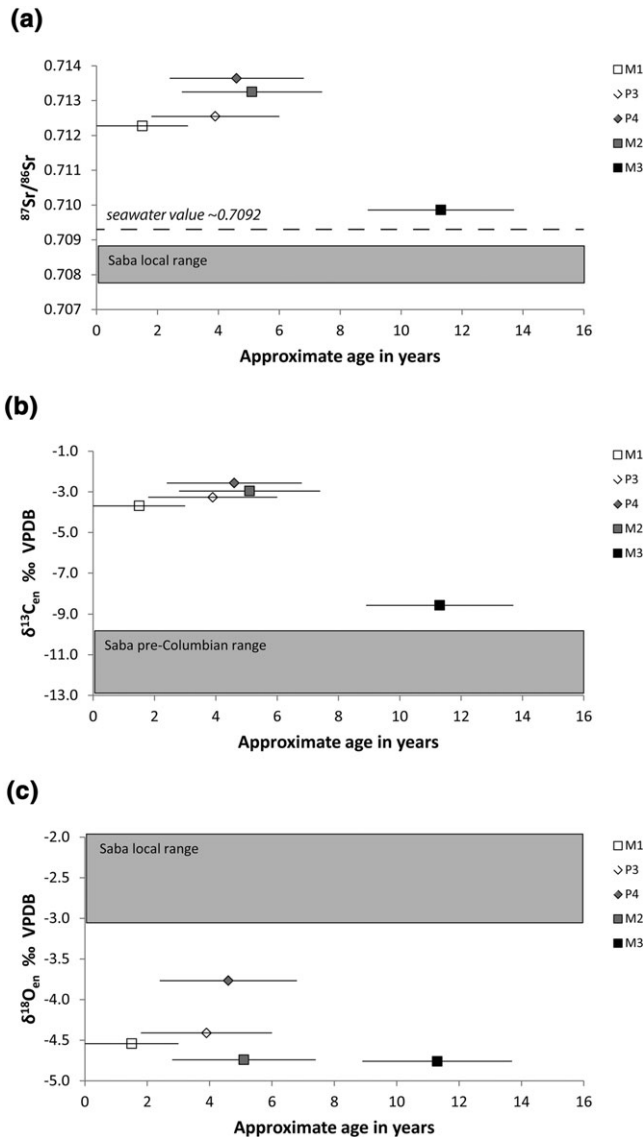 (a)
0.714
0.713
0.712
0.711
0.710
0.709
0.708
0.707
⁸⁷Sr/⁸⁶Sr
seawater value ~0.7092
Saba local range
0 2 4 6 8 10 12 14 16
Approximate age in years
M1
P3
P4
M2
M3
(b)
-1.0
-3.0
-5.0
-7.0
-9.0
-11.0
-13.0
δ¹³Cₑₙ ‰ VPDB
Saba pre-Columbian range
0 2 4 6 8 10 12 14 16
Approximate age in years
M1
P3
P4
M2
M3
(c)
-2.0
-2.5
-3.0
-3.5
-4.0
-4.5
-5.0
δ¹⁸Oₑₙ ‰ VPDB
Saba local range
0 2 4 6 8 10 12 14 16
Approximate age in years
M1
P3
P4
M2
M3